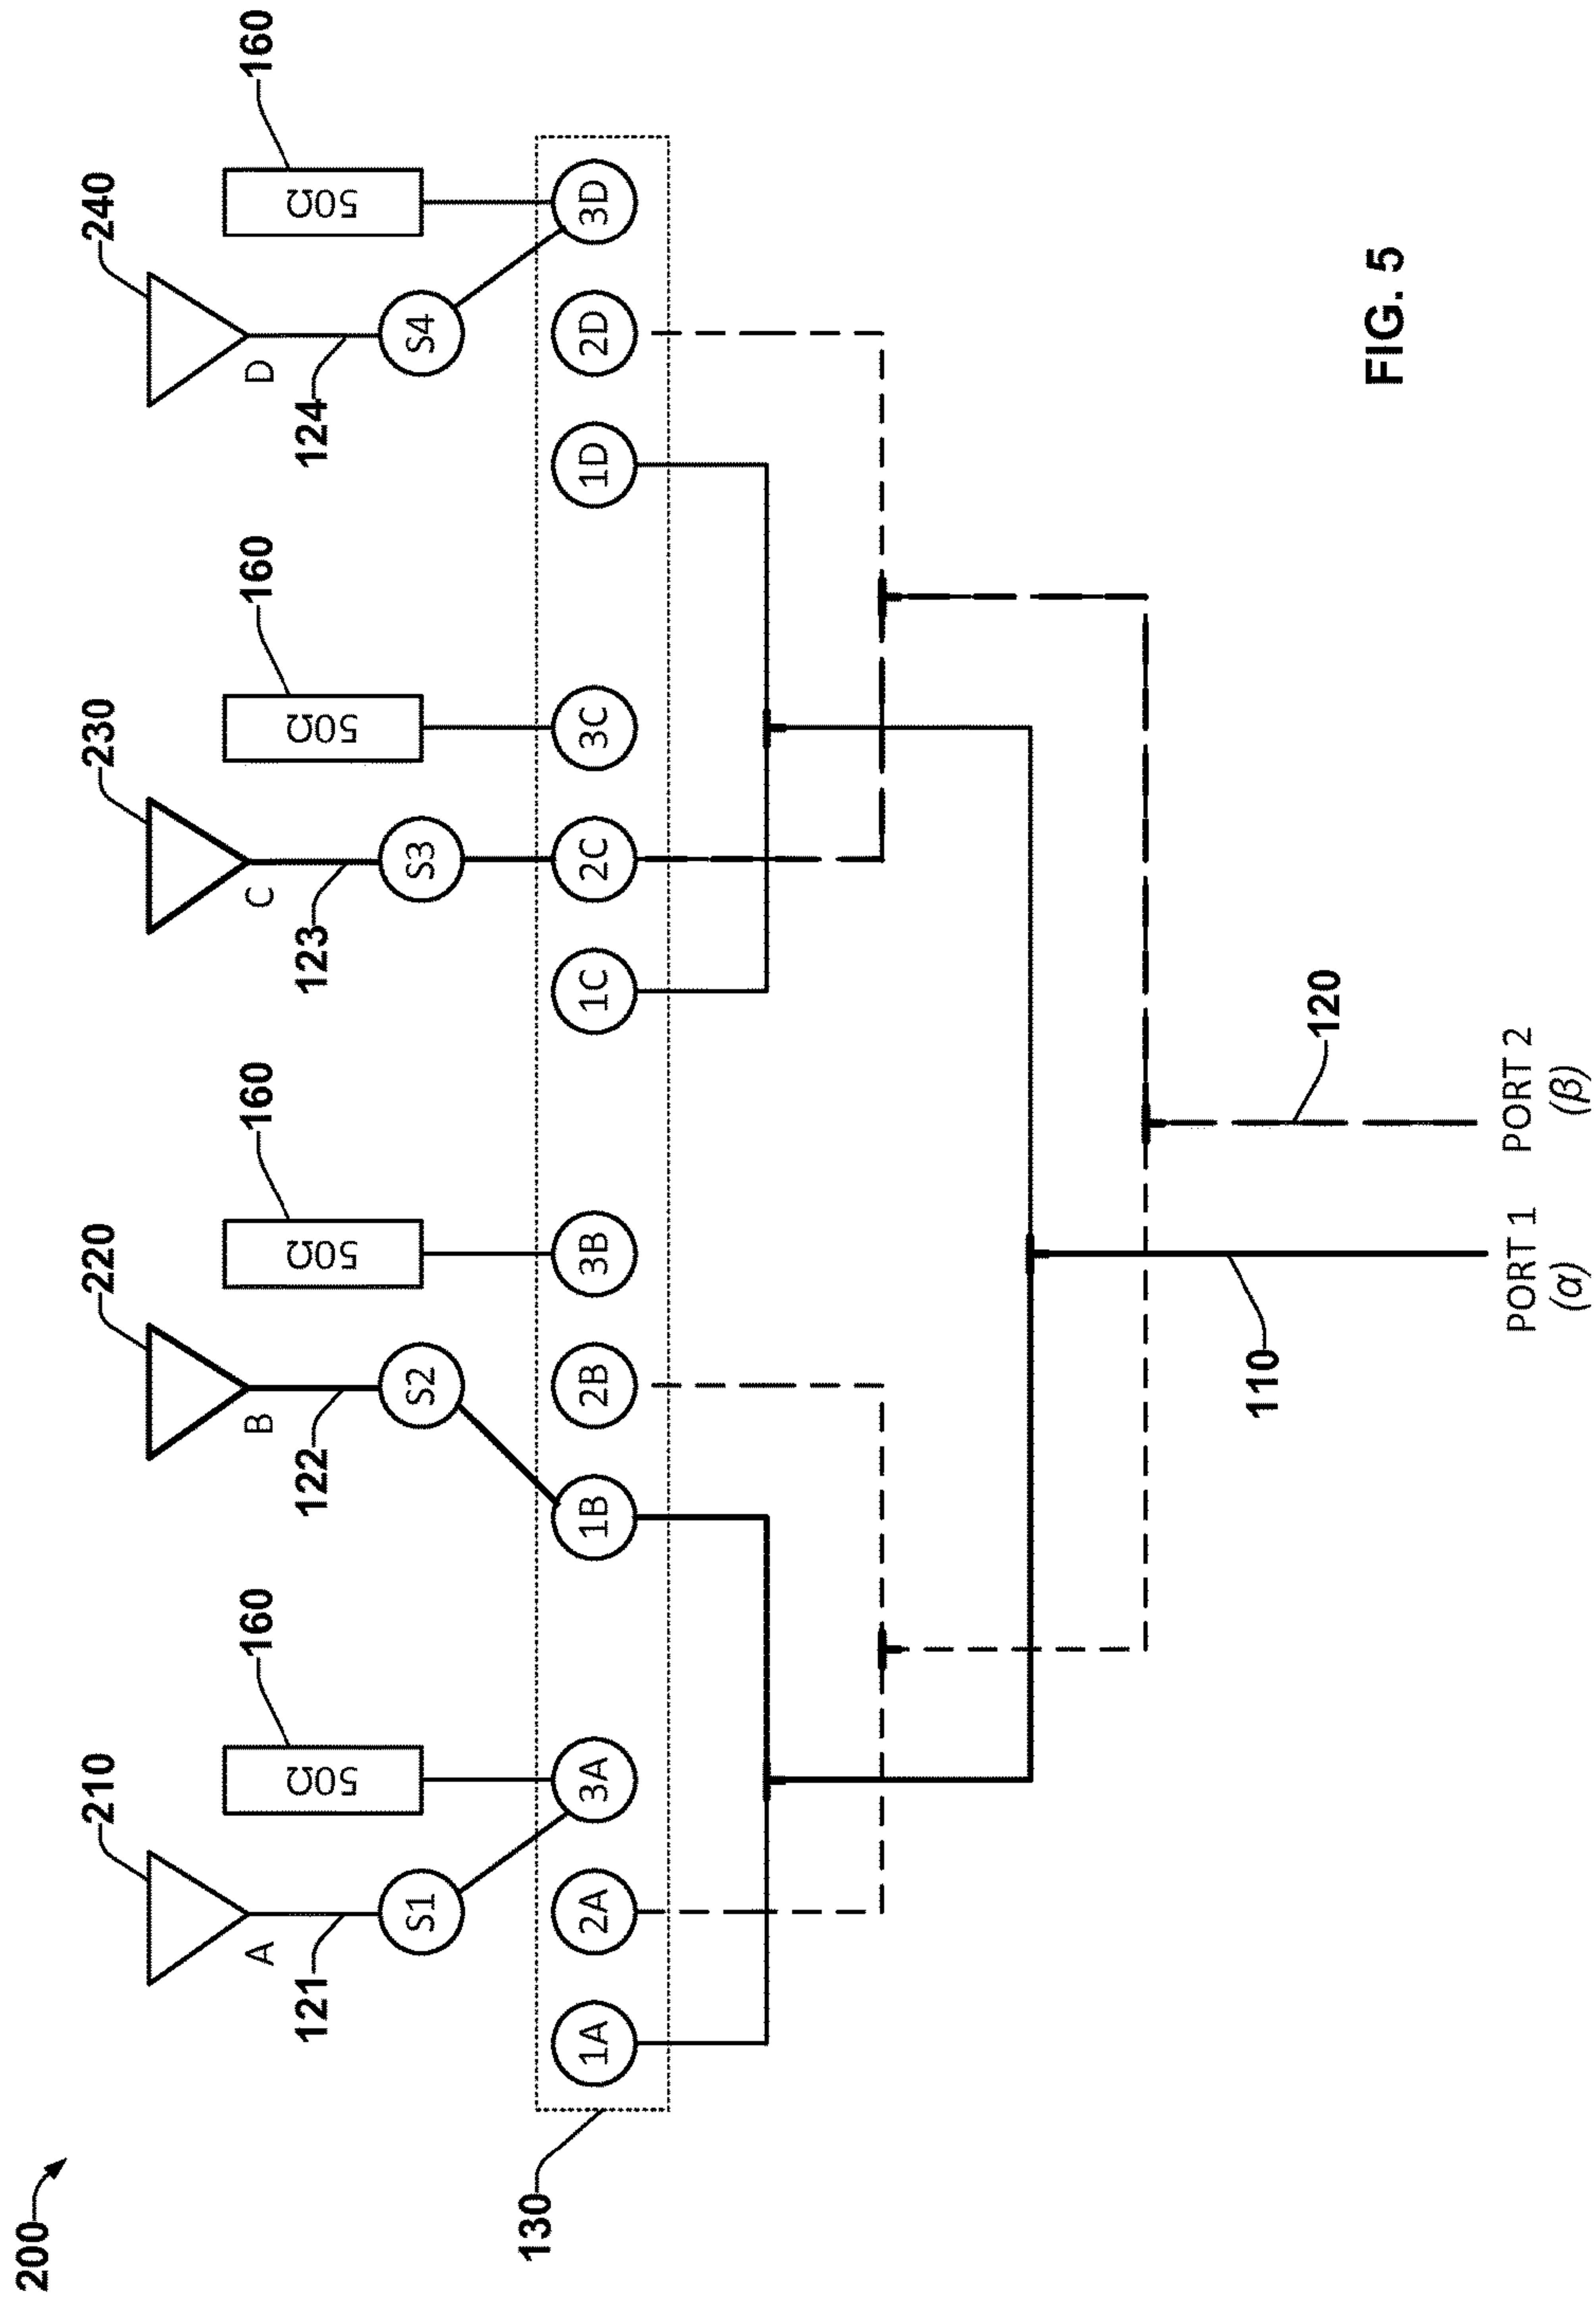 200
210
220
230
240
A
160
B
160
C
160
D
160
121
50Ω
122
50Ω
123
50Ω
124
50Ω
S1
S2
S3
S4
130
1A
2A
3A
1B
2B
3B
1C
2C
3C
1D
2D
3D
110
120
FIG. 5
PORT 1
(α)
PORT 2
(β)